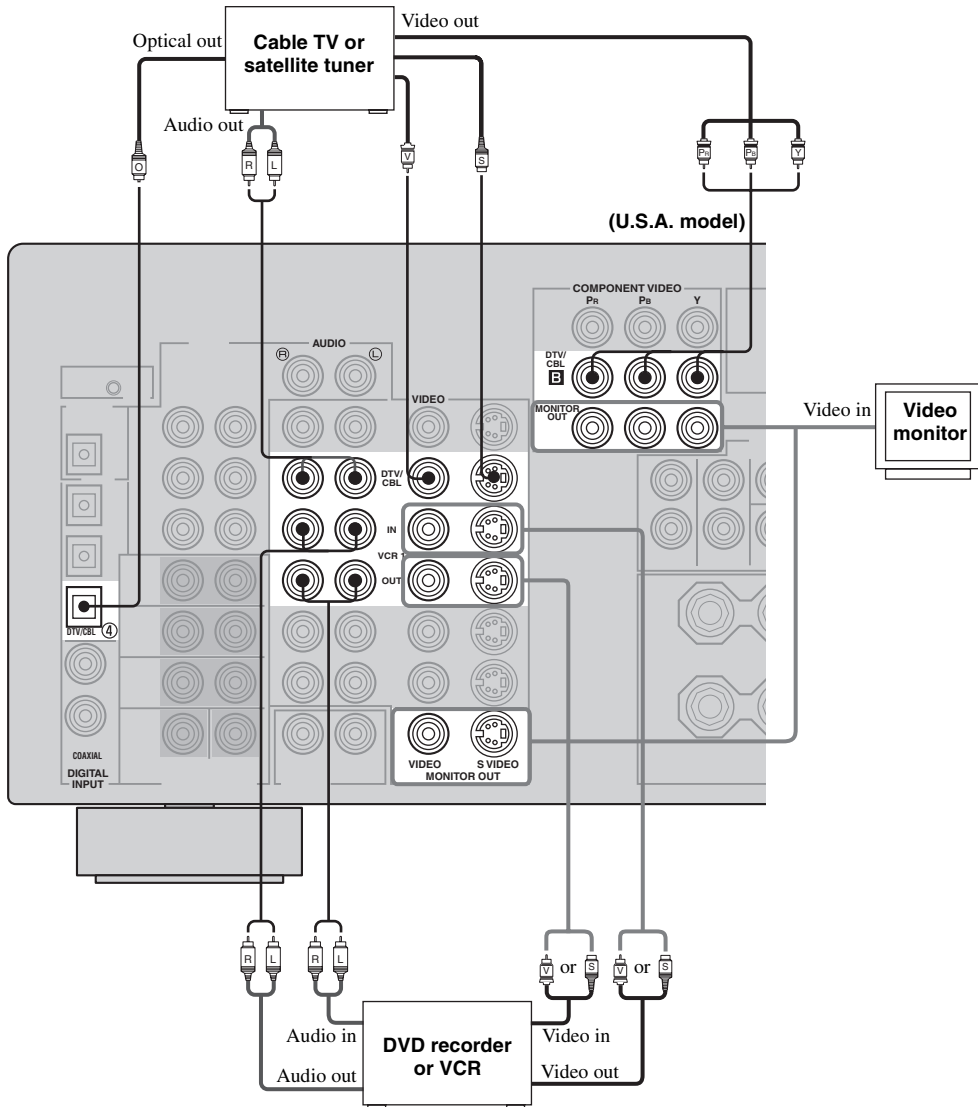 Video out
Optical out
Cable TV or
satellite tuner
Audio out
O
R L
V
S
PR PB Y
(U.S.A. model)
COMPONENT VIDEO
PR PB Y
R AUDIO L
DTV/
CBL
B
VIDEO
MONITOR
OUT
Video in
Video
monitor
DTV/
CBL
IN
VCR 1
OUT
DTV/CBL ④
COAXIAL
DIGITAL
INPUT
VIDEO S VIDEO
MONITOR OUT
R L R L
V or S V or S
Audio in
Video in
DVD recorder
or VCR
Audio out
Video out